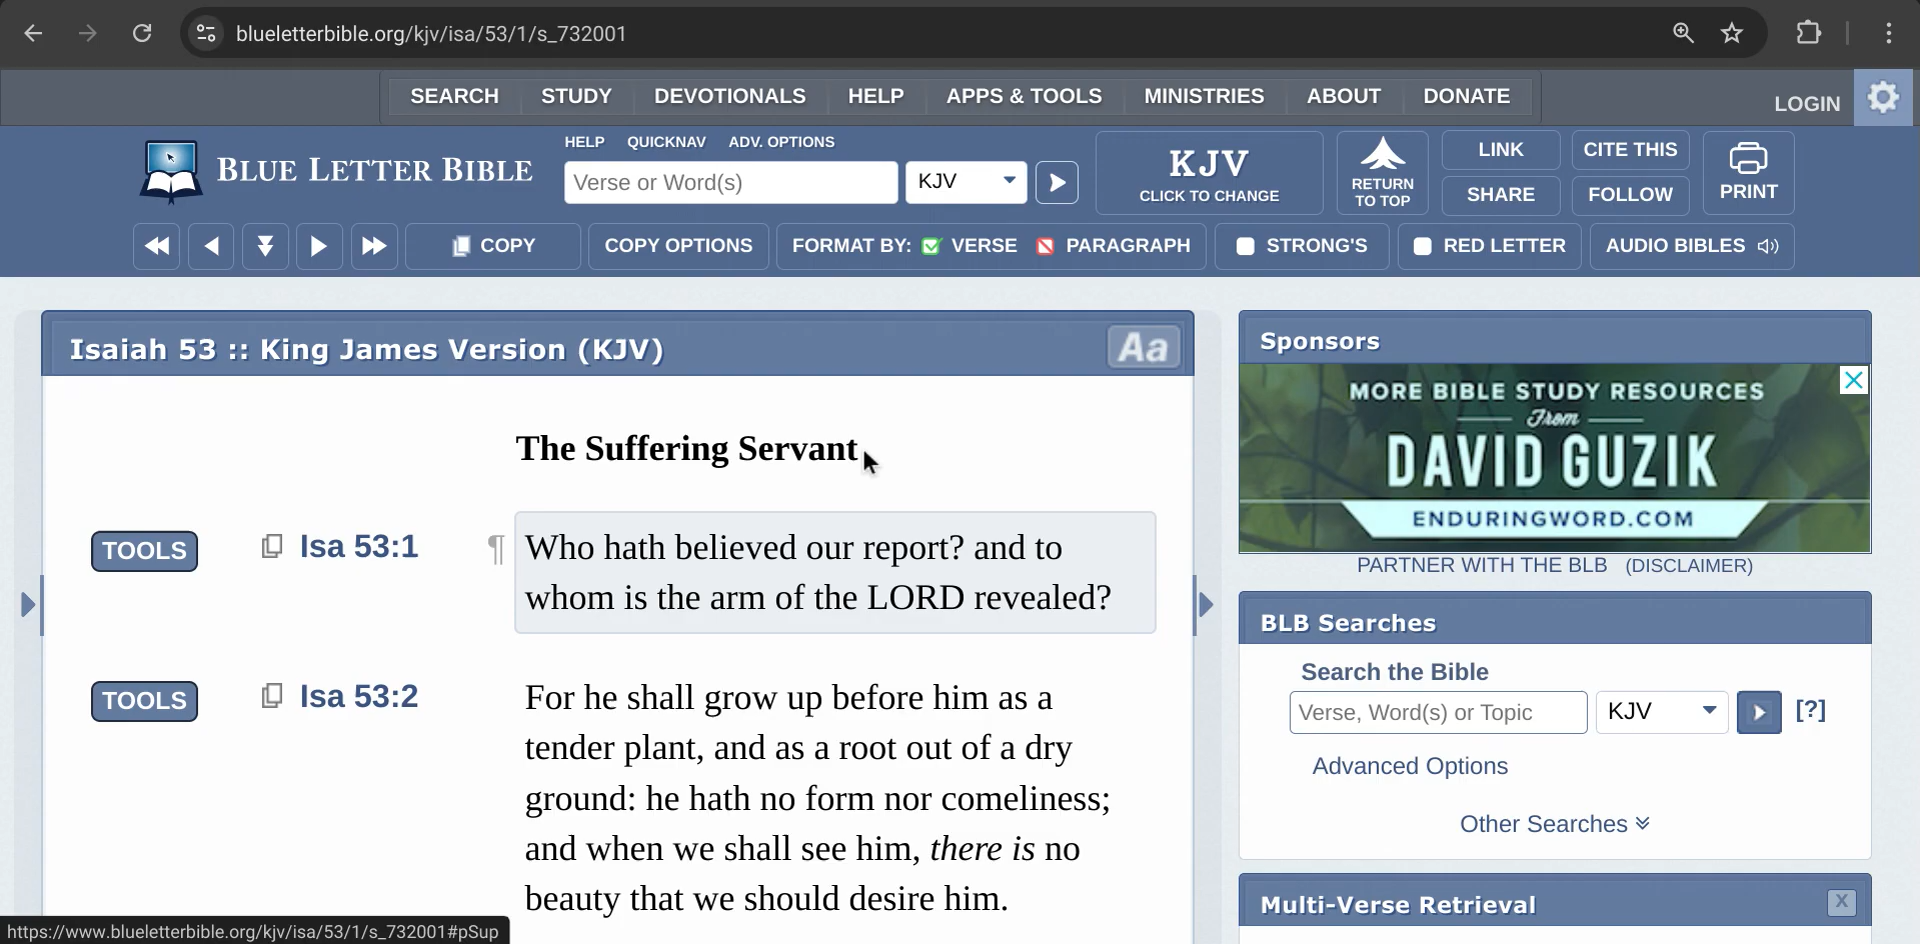 blueletterbible.org/kjv/isa/53/1/s_732001
SEARCH STUDY DEVOTIONALS HELP APPS & TOOLS MINISTRIES ABOUT DONATE
LOGIN
BLUE LETTER BIBLE
HELP QUICKNAV ADV. OPTIONS
Verse or Word(s) KJV
KJV
CLICK TO CHANGE
RETURN
TO TOP
LINK CITE THIS
SHARE FOLLOW
PRINT
COPY COPY OPTIONS FORMAT BY: VERSE PARAGRAPH STRONG'S RED LETTER AUDIO BIBLES
Isaiah 53 :: King James Version (KJV) Aa
The Suffering Servant
TOOLS Isa 53:1 ¶ Who hath believed our report? and to
whom is the arm of the LORD revealed?
TOOLS Isa 53:2 For he shall grow up before him as a
tender plant, and as a root out of a dry
ground: he hath no form nor comeliness;
and when we shall see him, there is no
beauty that we should desire him.
Sponsors
MORE BIBLE STUDY RESOURCES
From
DAVID GUZIK
ENDURINGWORD.COM
PARTNER WITH THE BLB (DISCLAIMER)
BLB Searches
Search the Bible
Verse, Word(s) or Topic KJV [?]
Advanced Options
Other Searches
Multi-Verse Retrieval X
https://www.blueletterbible.org/kjv/isa/53/1/s_732001#pSup